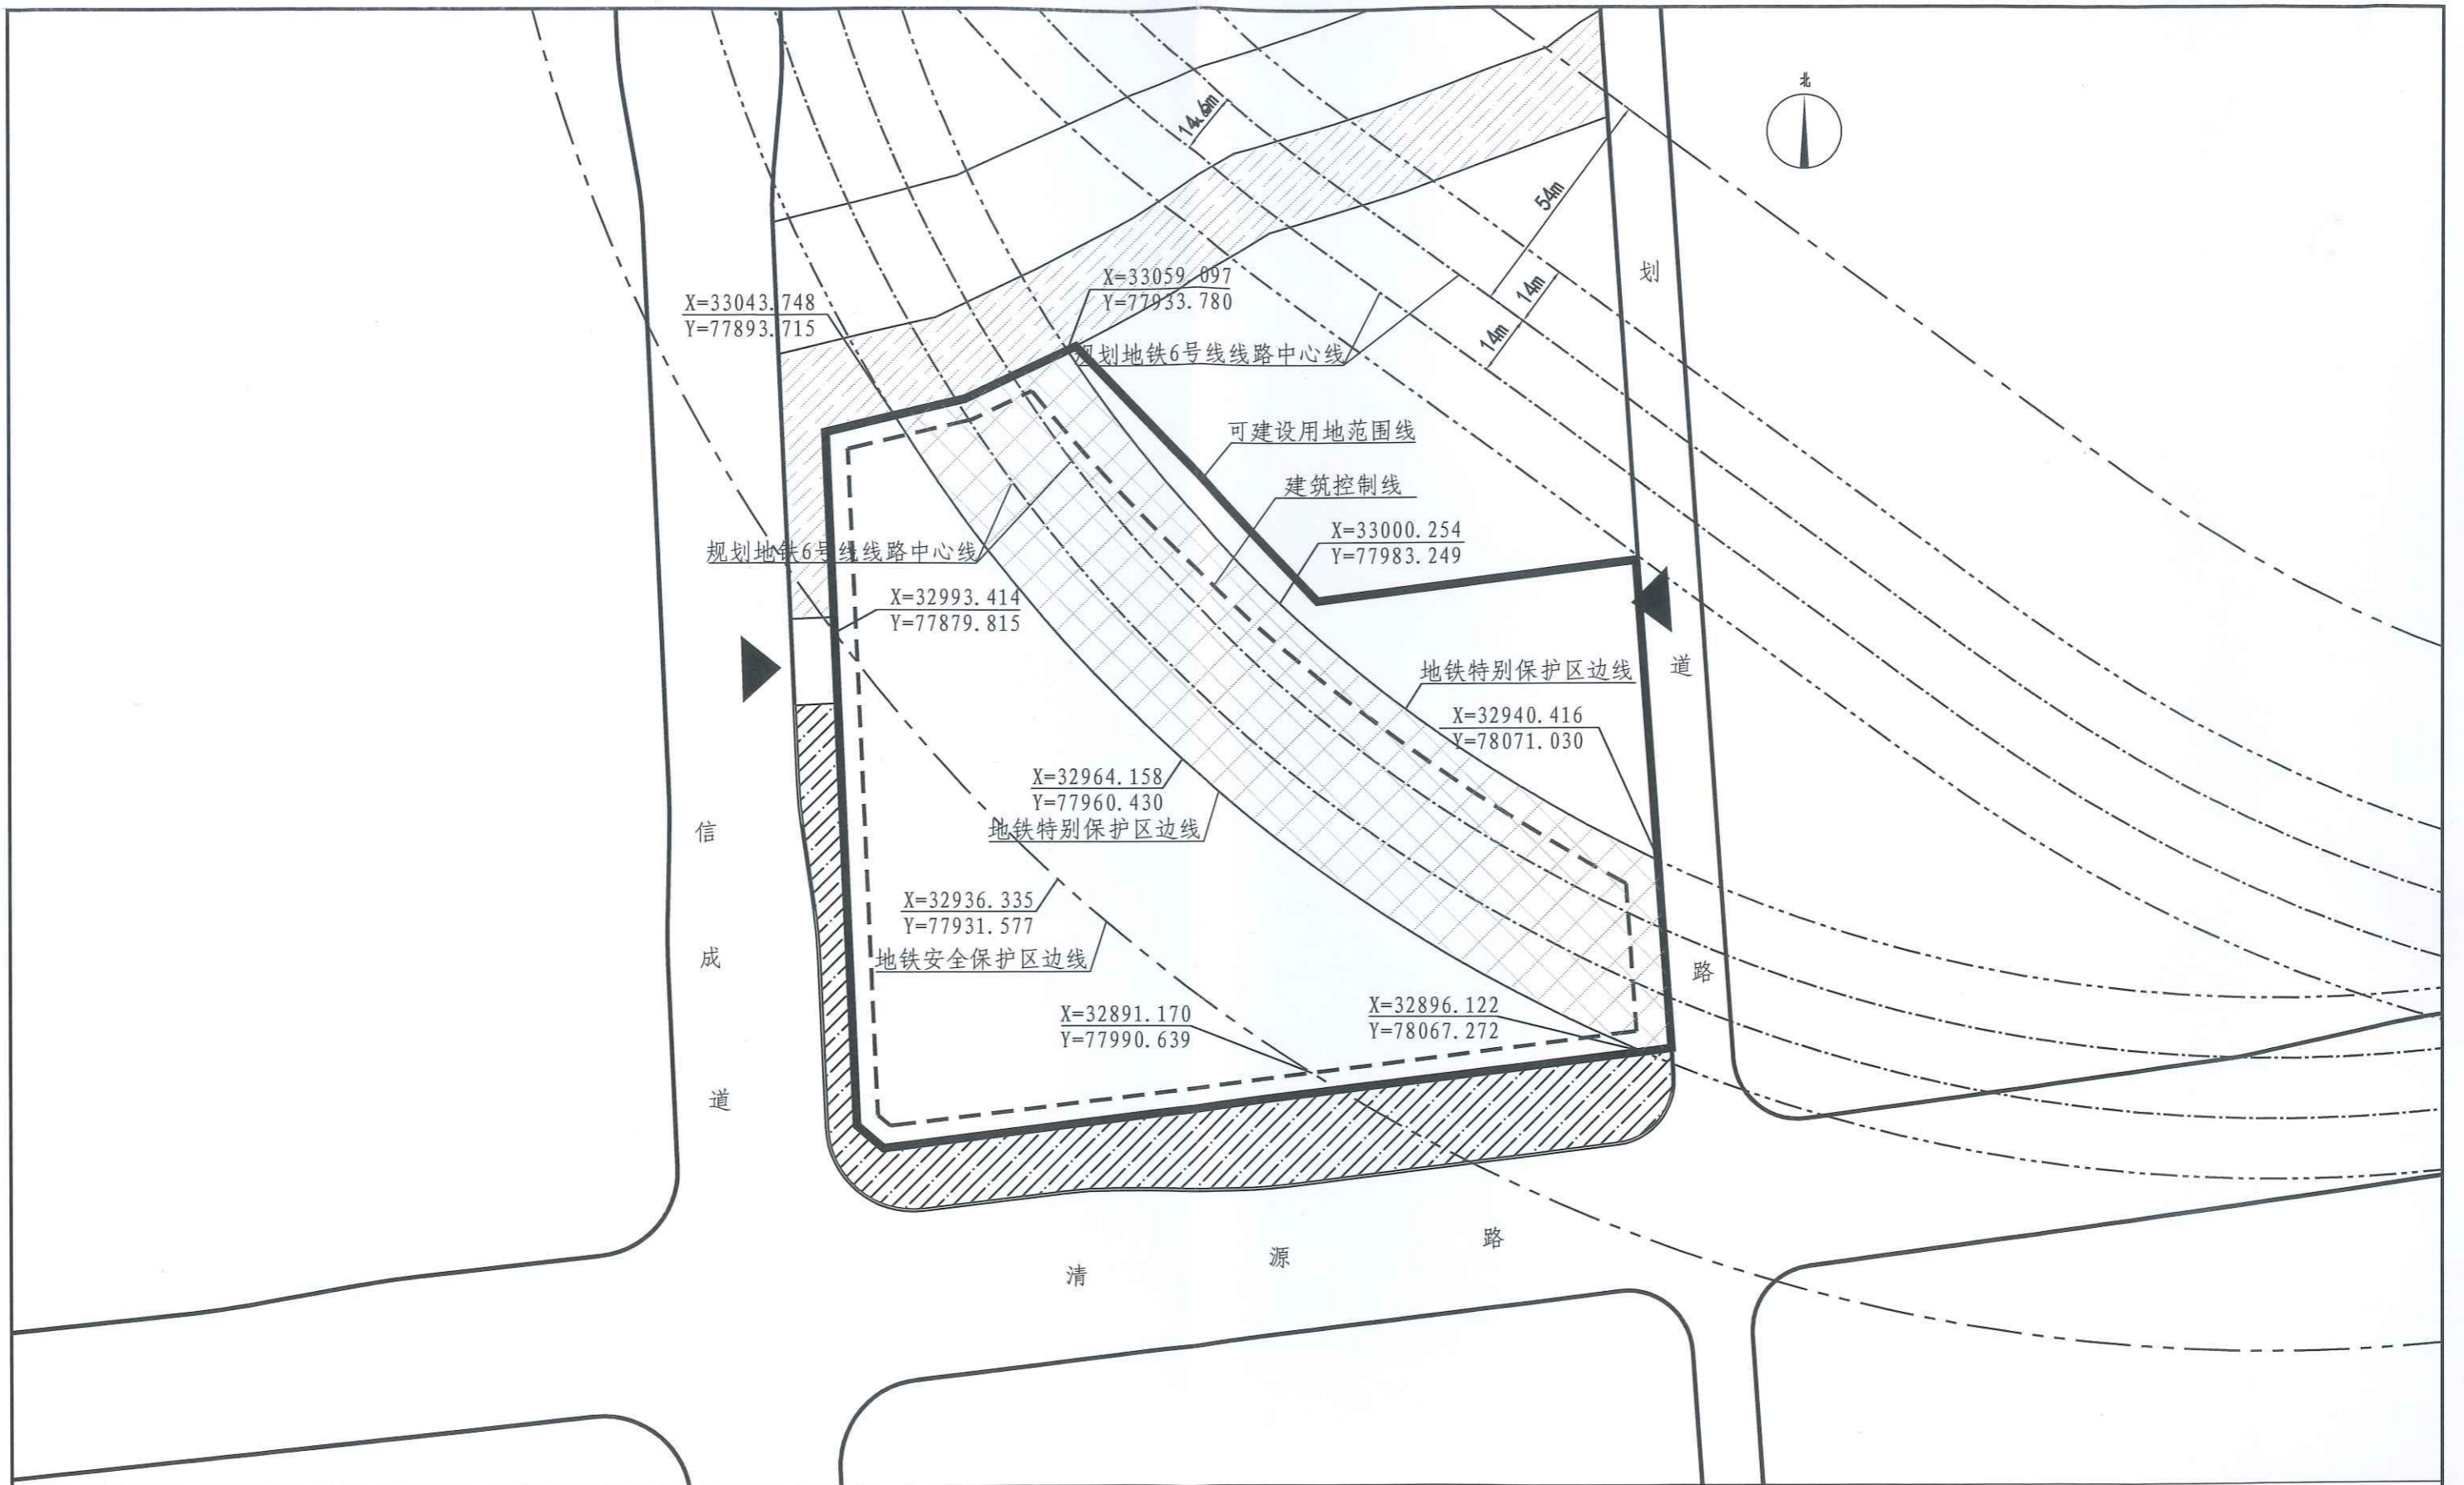 北
14.6m
54m
划
X=33059.097
Y=77933.780
X=33043.748
Y=77893.715
14m
14m
规划地铁6号线线路中心线
可建设用地范围线
建筑控制线
X=33000.254
Y=77983.249
规划地铁6号线线路中心线
X=32993.414
Y=77879.815
道
地铁特别保护区边线
X=32940.416
Y=78071.030
X=32964.158
Y=77960.430
地铁特别保护区边线
信
X=32936.335
Y=77931.577
地铁安全保护区边线
成
路
X=32891.170
Y=77990.639
X=32896.122
Y=78067.272
道
清 源 路